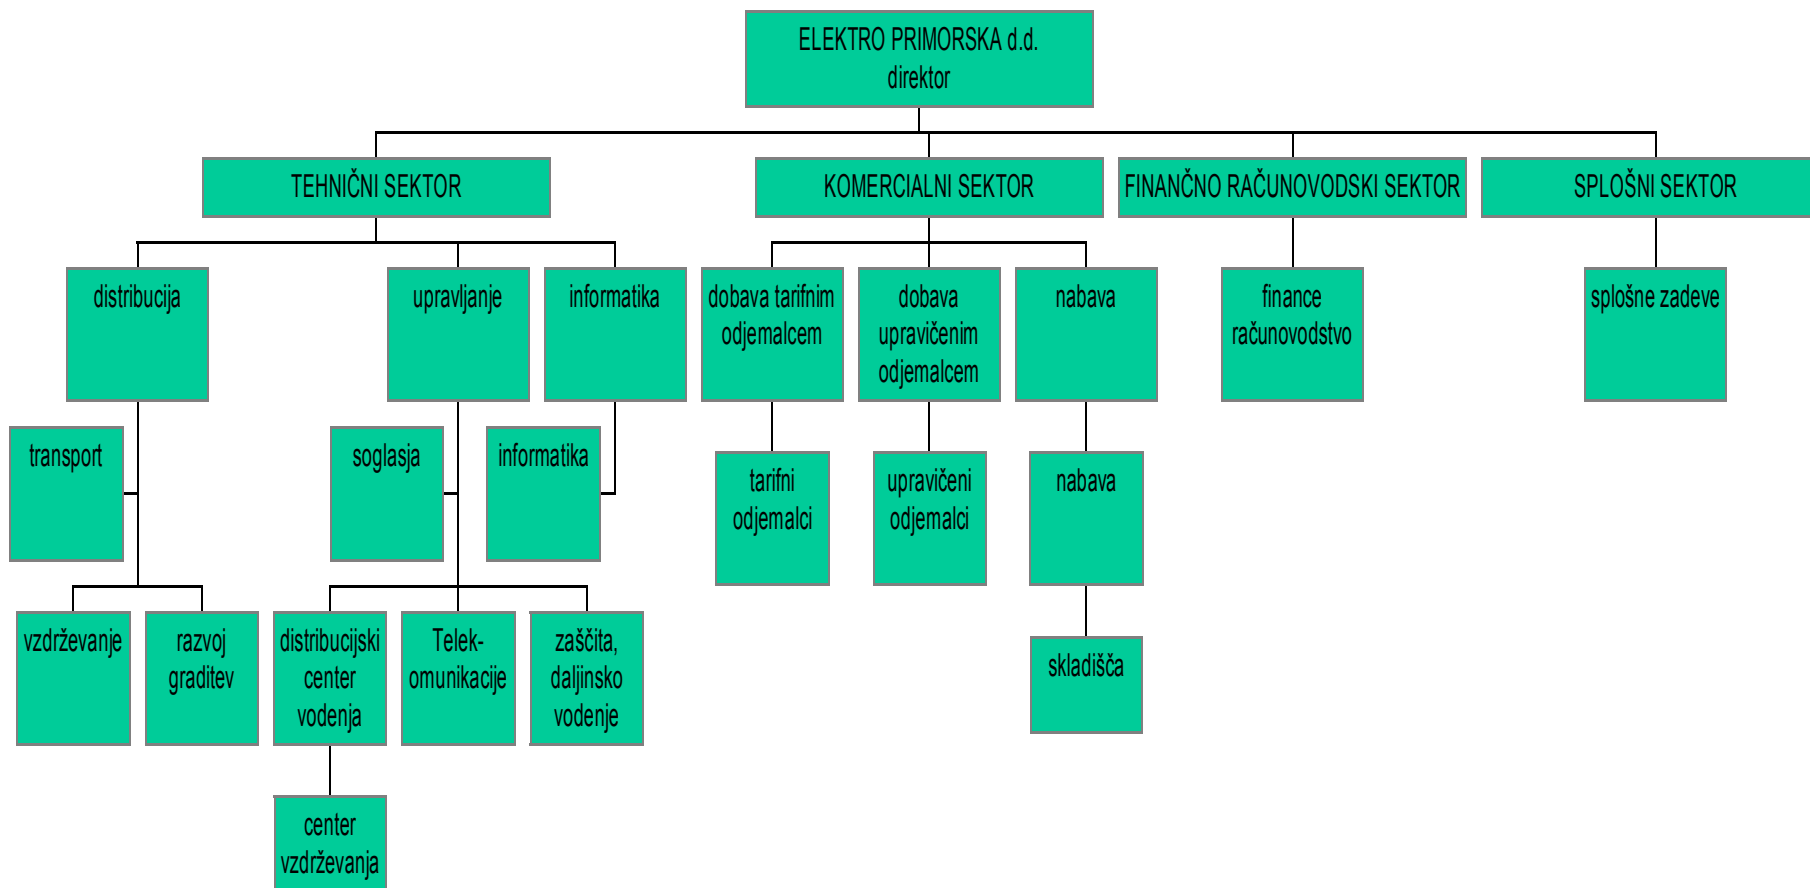 ELEKTRO PRIMORSKA d.d.
direktor
TEHNIČNI SEKTOR
KOMERCIALNI SEKTOR
FINANČNO RAČUNOVODSKI SEKTOR
SPLOŠNI SEKTOR
distribucija
upravljanje
informatika
dobava tarifnim
odjemalcem
dobava
upravičenim
odjemalcem
nabava
finance
računovodstvo
splošne zadeve
transport
soglasja
informatika
tarifni
odjemalci
upravičeni
odjemalci
nabava
vzdrževanje
razvoj
graditev
distribucijski
center
vodenja
Telek-
omunikacije
zaščita,
daljinsko
vodenje
skladišča
center
vzdrževanja